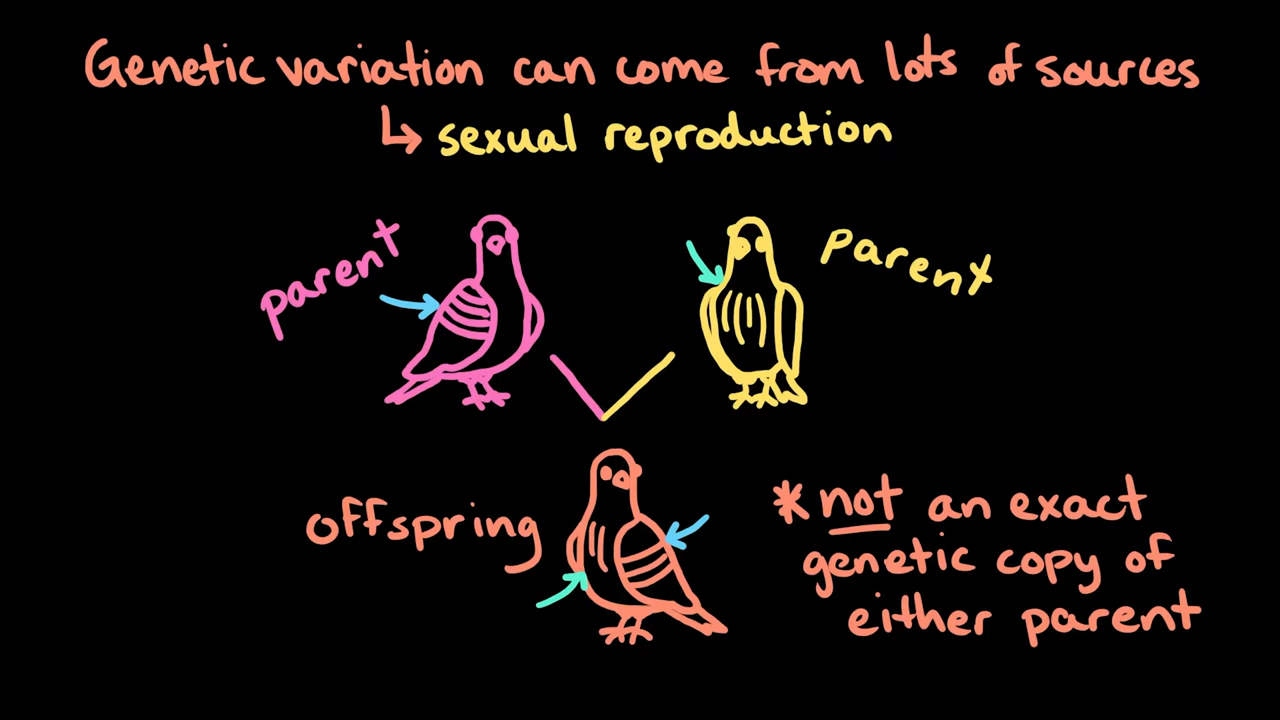 Genetic variation can come from lots of sources
↳ sexual reproduction
parent
parent
offspring
* not an exact
genetic copy of
either parent